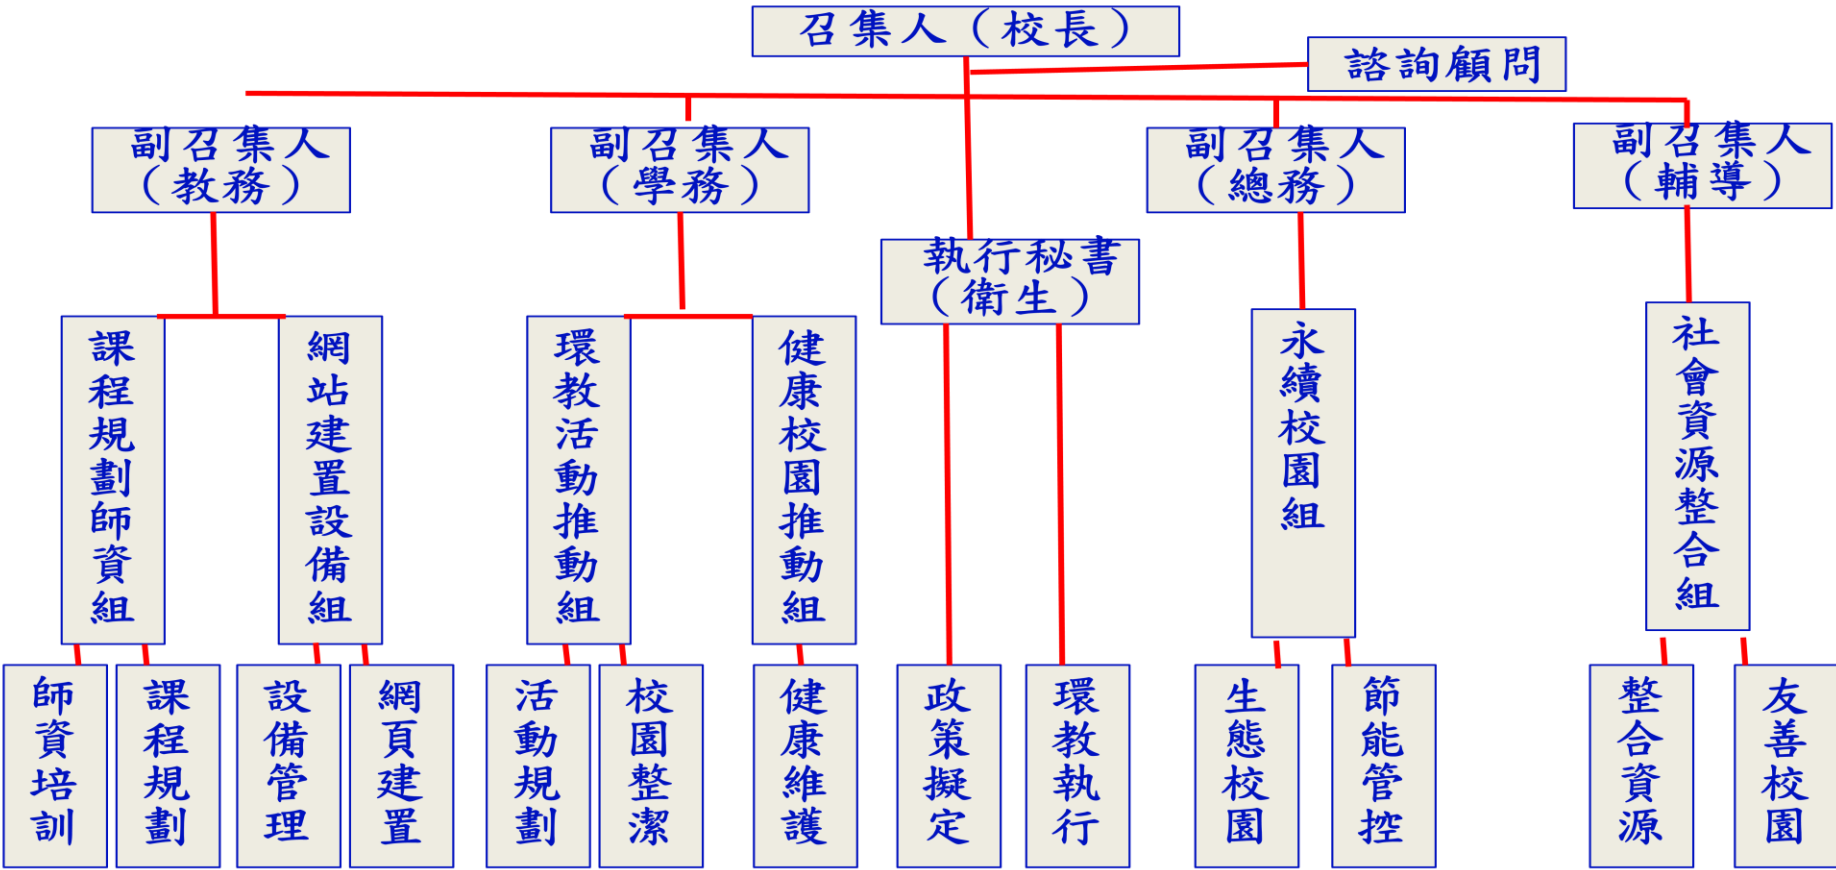 召集人（校長）
諮詢顧問
副召集人
（教務）
副召集人
（學務）
副召集人
（總務）
副召集人
（輔導）
執行秘書
（衛生）
課程規劃師資組
網站建置設備組
環教活動推動組
健康校園推動組
永續校園組
社會資源整合組
師資培訓
課程規劃
設備管理
網頁建置
活動規劃
校園整潔
健康維護
政策擬定
環教執行
生態校園
節能管控
整合資源
友善校園